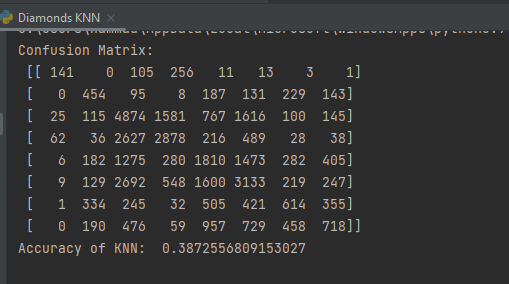 Diamonds KNN
Confusion Matrix:
[[ 141 0 105 256 11 13 3 1]
[ 0 454 95 8 187 131 229 143]
[ 25 115 4874 1581 767 1616 100 145]
[ 62 36 2627 2878 216 489 28 38]
[ 6 182 1275 280 1810 1473 282 405]
[ 9 129 2692 548 1600 3133 219 247]
[ 1 334 245 32 505 421 614 355]
[ 0 190 476 59 957 729 458 718]]
Accuracy of KNN: 0.3872556809153027